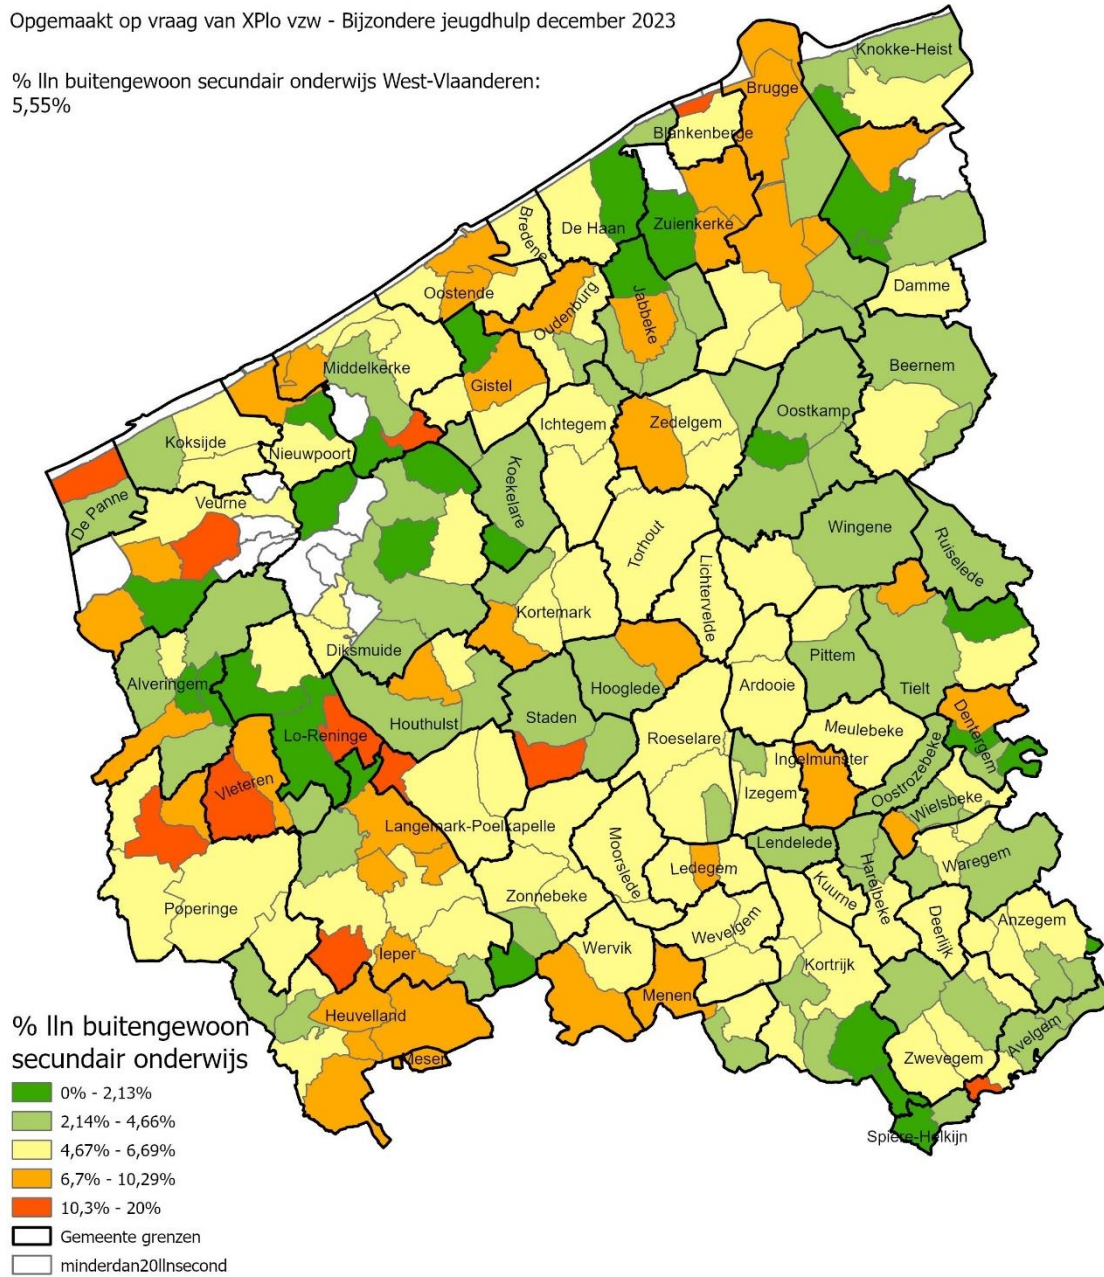 Opgemaakt op vraag van XPlo vzw - Bijzondere jeugdhulp december 2023
% lln buitengewoon secundair onderwijs West-Vlaanderen:
5,55%
Knokke-Heist
Brugge
Blankenberge
Bredene
De Haan
Zuienkerke
Oostende
Oudenburg
Jabbeke
Damme
Middelkerke
Gistel
Beernem
Oostkamp
Koksijde
Nieuwpoort
Ichtegem
Zedelgem
De Panne
Veurne
Koekelare
Torhout
Wingene
Ruiselede
Lichtervelde
Kortemark
Diksmuide
Pittem
Alveringem
Hooglede
Ardooie
Tielt
Houthulst
Staden
Dentergem
Lo-Reninge
Roeselare
Meulebeke
Vleteren
Ingelmunster
Oostrozebeke
Izegem
Wielsbeke
Langemark-Poelkapelle
Moorslede
Lendelede
Ledegem
Harelbeke
Waregem
Kuurne
Poperinge
Zonnebeke
Deerlijk
Anzegem
Wervik
Wevelgem
Ieper
Kortrijk
Menen
Heuvelland
Avelgem
Mesen
Zwevegem
Spiere-Helkijn
% lln buitengewoon
secundair onderwijs
0% - 2,13%
2,14% - 4,66%
4,67% - 6,69%
6,7% - 10,29%
10,3% - 20%
Gemeente grenzen
minderdan20llnsecond